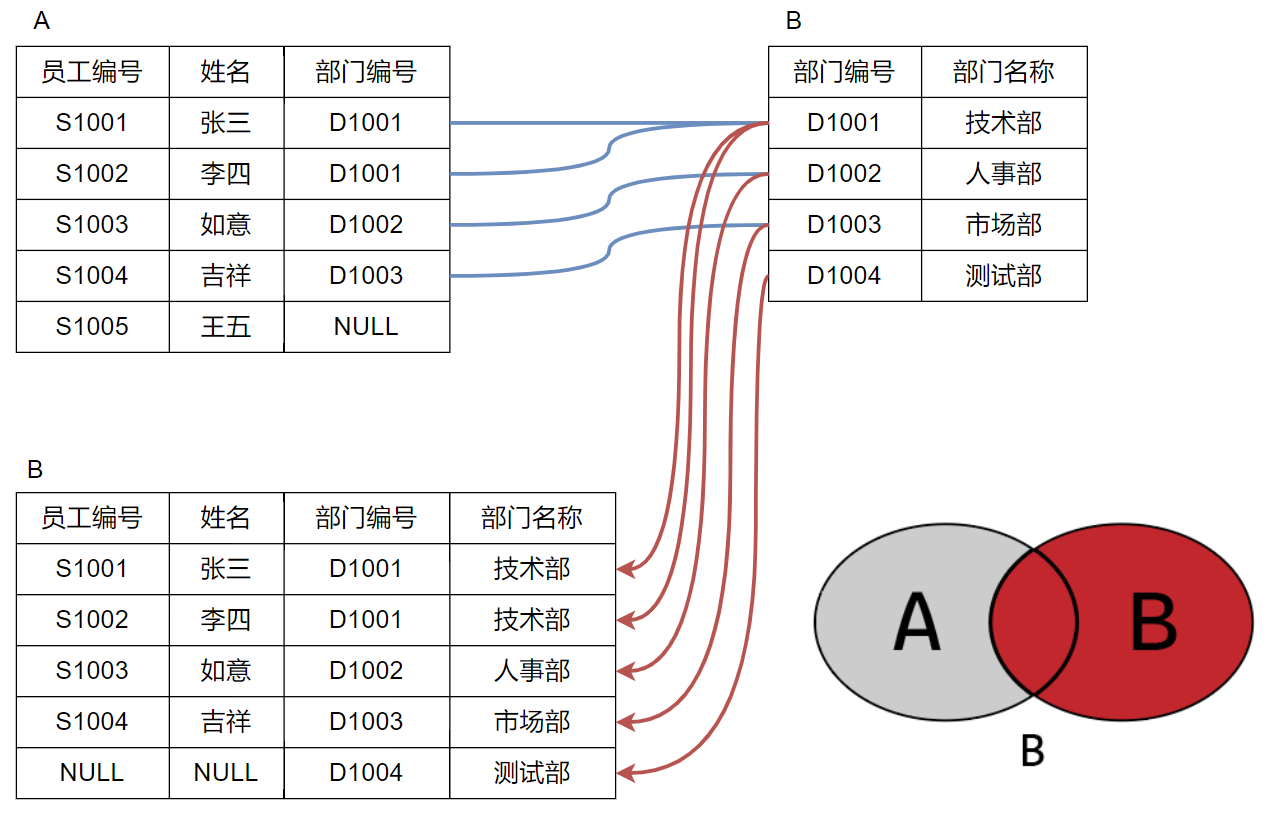 A
员工编号 姓名 部门编号
S1001 张三 D1001
S1002 李四 D1001
S1003 如意 D1002
S1004 吉祥 D1003
S1005 王五 NULL
B
部门编号 部门名称
D1001 技术部
D1002 人事部
D1003 市场部
D1004 测试部
B
员工编号 姓名 部门编号 部门名称
S1001 张三 D1001 技术部
S1002 李四 D1001 技术部
S1003 如意 D1002 人事部
S1004 吉祥 D1003 市场部
NULL NULL D1004 测试部
A B
B